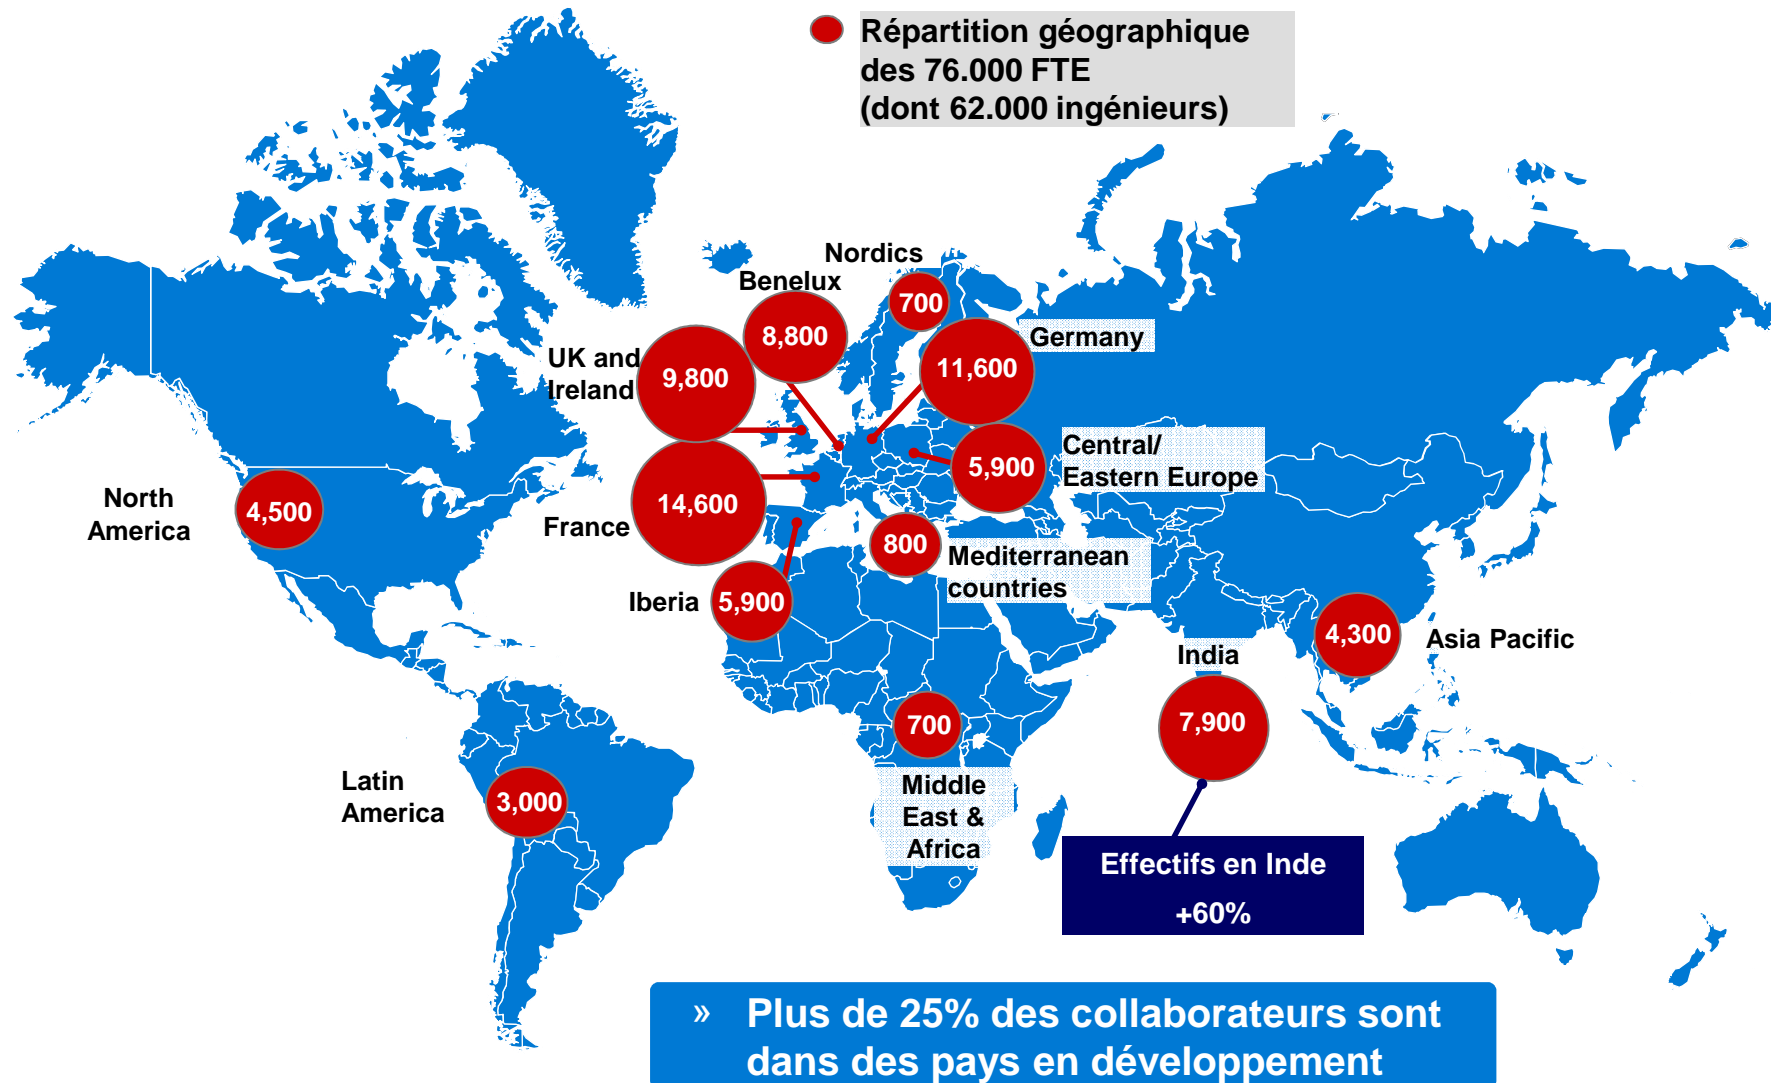 Répartition géographique
des 76.000 FTE
(dont 62.000 ingénieurs)
Nordics
700
Benelux
8,800
Germany
11,600
UK and
Ireland
9,800
Central/
Eastern Europe
5,900
North
America
4,500
France
14,600
800
Mediterranean
countries
Iberia
5,900
4,300
Asia Pacific
India
7,900
700
Middle
East &
Africa
Latin
America
3,000
Effectifs en Inde
+60%
» Plus de 25% des collaborateurs sont
dans des pays en développement